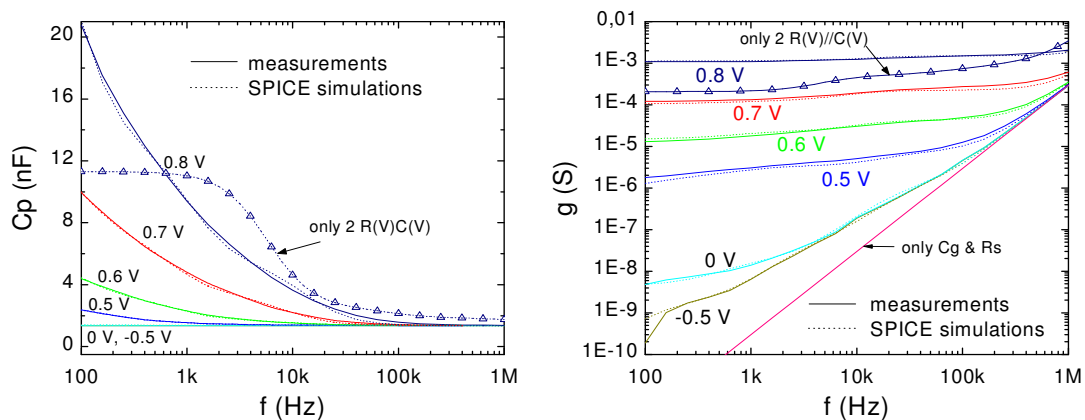 Cp (nF)
20
16
12
8
4
0
measurements
SPICE simulations
0.8 V
only 2 R(V)C(V)
0.7 V
0.6 V
0.5 V
0 V, -0.5 V
100
1k
10k
100k
1M
f (Hz)
g (S)
0,01
1E-3
1E-4
1E-5
1E-6
1E-7
1E-8
1E-9
1E-10
only 2 R(V)//C(V)
0.8 V
0.7 V
0.6 V
0.5 V
0 V
only Cg & Rs
-0.5 V
measurements
SPICE simulations
100
1k
10k
100k
1M
f (Hz)